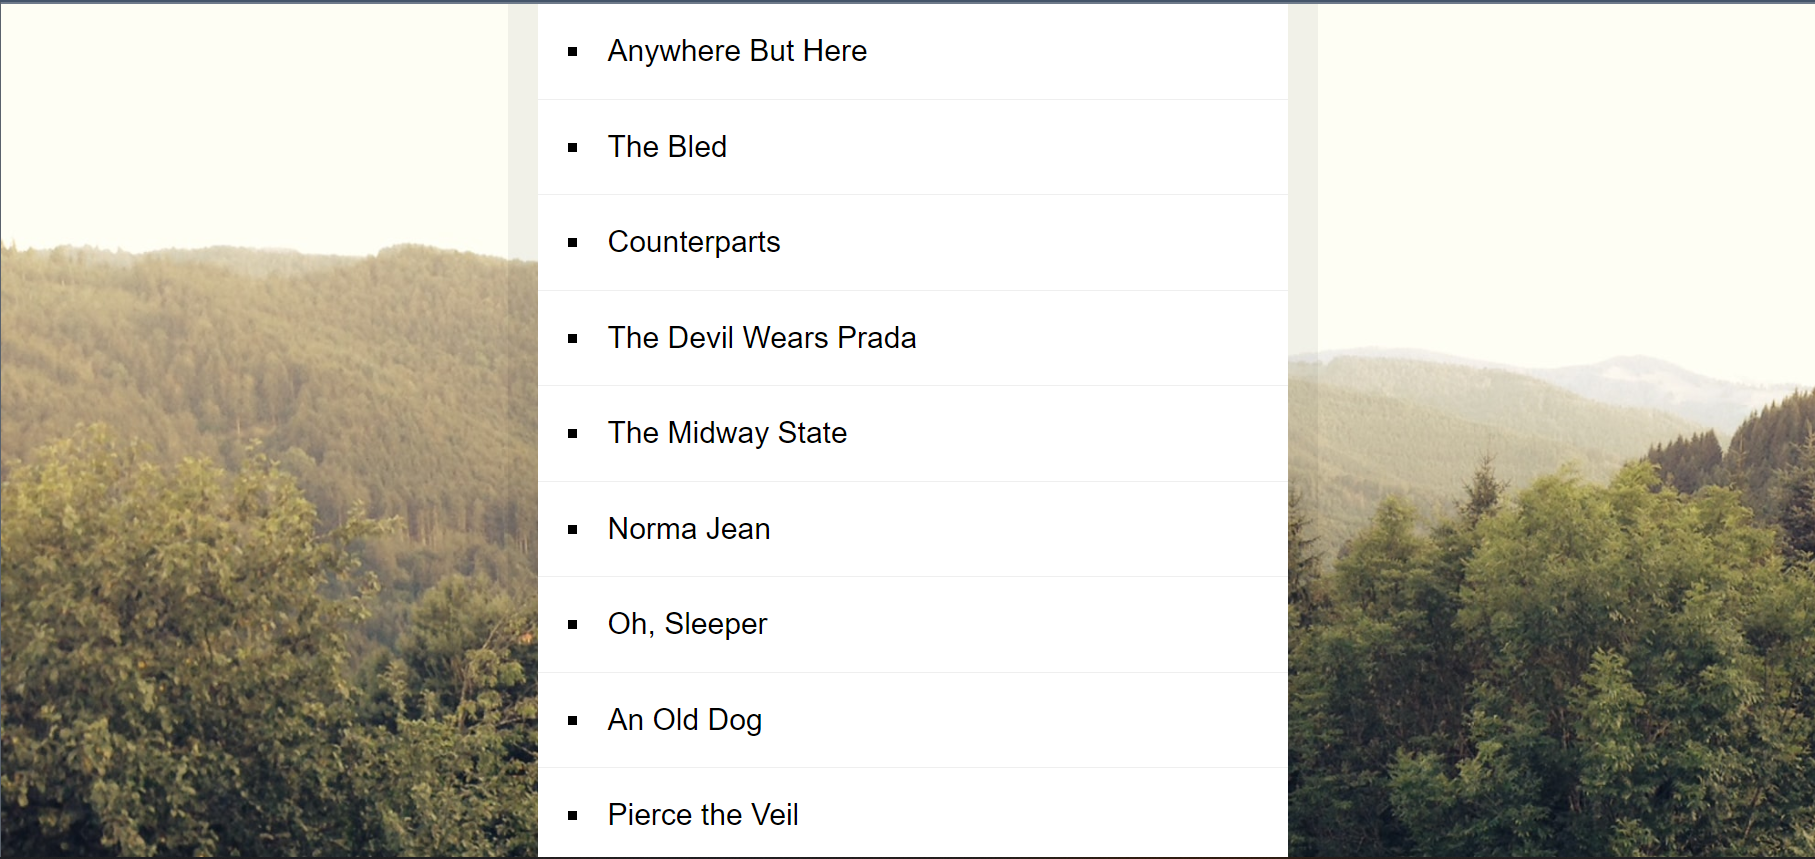 Anywhere But Here
The Bled
Counterparts
The Devil Wears Prada
The Midway State
Norma Jean
Oh, Sleeper
An Old Dog
Pierce the Veil